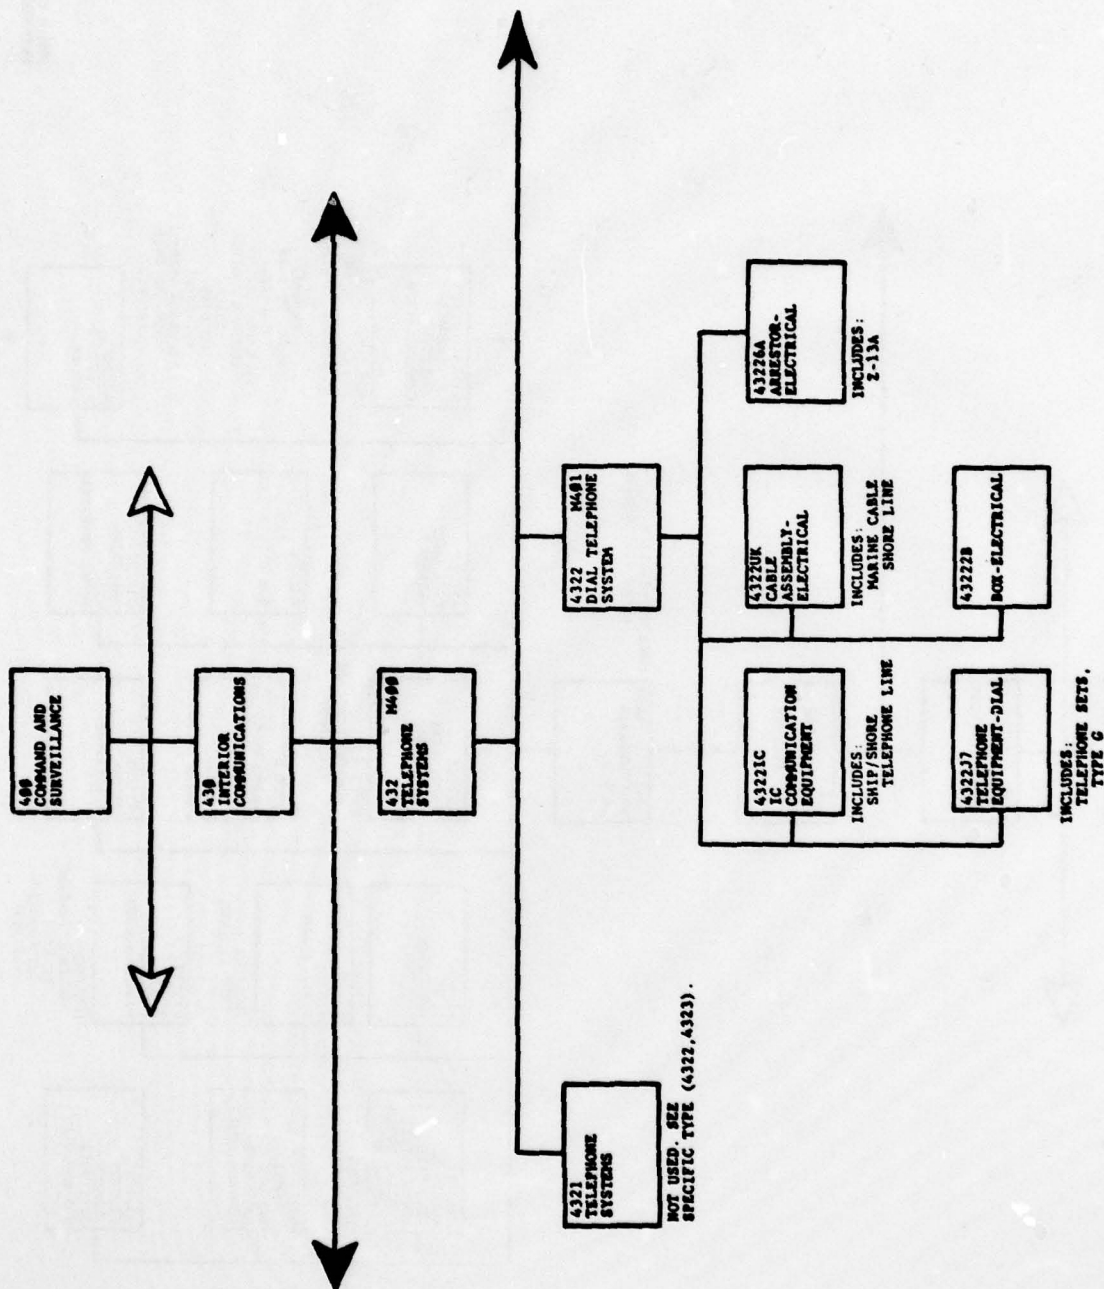 400
COMMAND AND
SURVEILLANCE
430
INTERIOR
COMMUNICATIONS
432 M400
TELEPHONE
SYSTEMS
4321
TELEPHONE
SYSTEMS
NOT USED. SEE
SPECIFIC TYPE (4322,4323).
4322 M401
DIAL TELEPHONE
SYSTEM
43221C
IC
COMMUNICATION
EQUIPMENT
INCLUDES:
SHIP/SHORE
TELEPHONE LINE
4322UK
CABLE
ASSEMBLY-
ELECTRICAL
INCLUDES:
MARINE CABLE
SHORE LINE
43226A
ARRESTOR-
ELECTRICAL
INCLUDES:
Z-13A
4322J7
TELEPHONE
EQUIPMENT-DIAL
INCLUDES:
TELEPHONE SETS,
TYPE G
43222B
BOX-ELECTRICAL